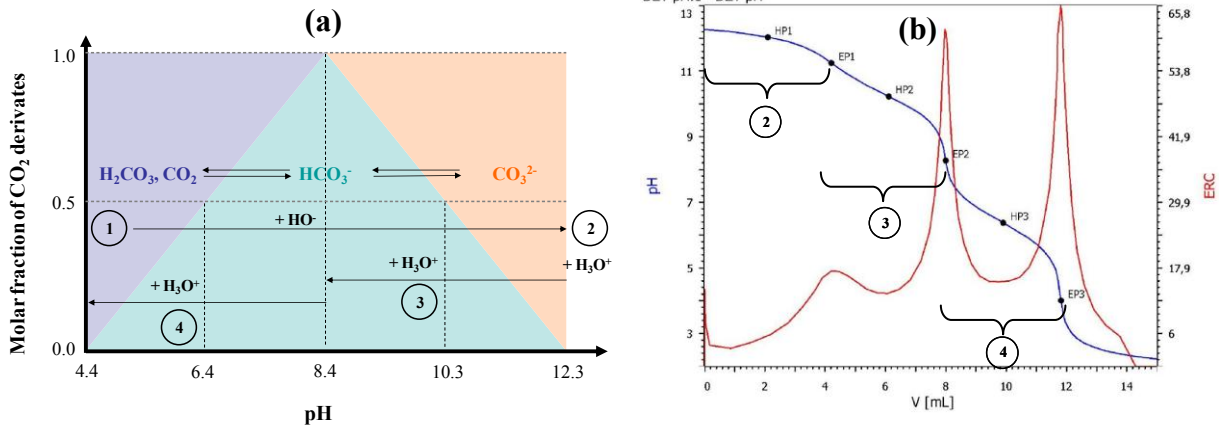 (a)
Molar fraction of CO₂ derivates
1.0
0.5
0.0
H₂CO₃, CO₂
HCO₃⁻
CO₃²⁻
1
+ HO⁻
2
+ H₃O⁺
+ H₃O⁺
3
+ H₃O⁺
4
4.4 6.4 8.4 10.3 12.3
pH
(b)
13
11
9
7
5
3
pH
65,8
53,8
41,9
29,9
17,9
6
ERC
HP1
EP1
2
HP2
EP2
3
HP3
EP3
4
0 2 4 6 8 10 12 14
V [mL]